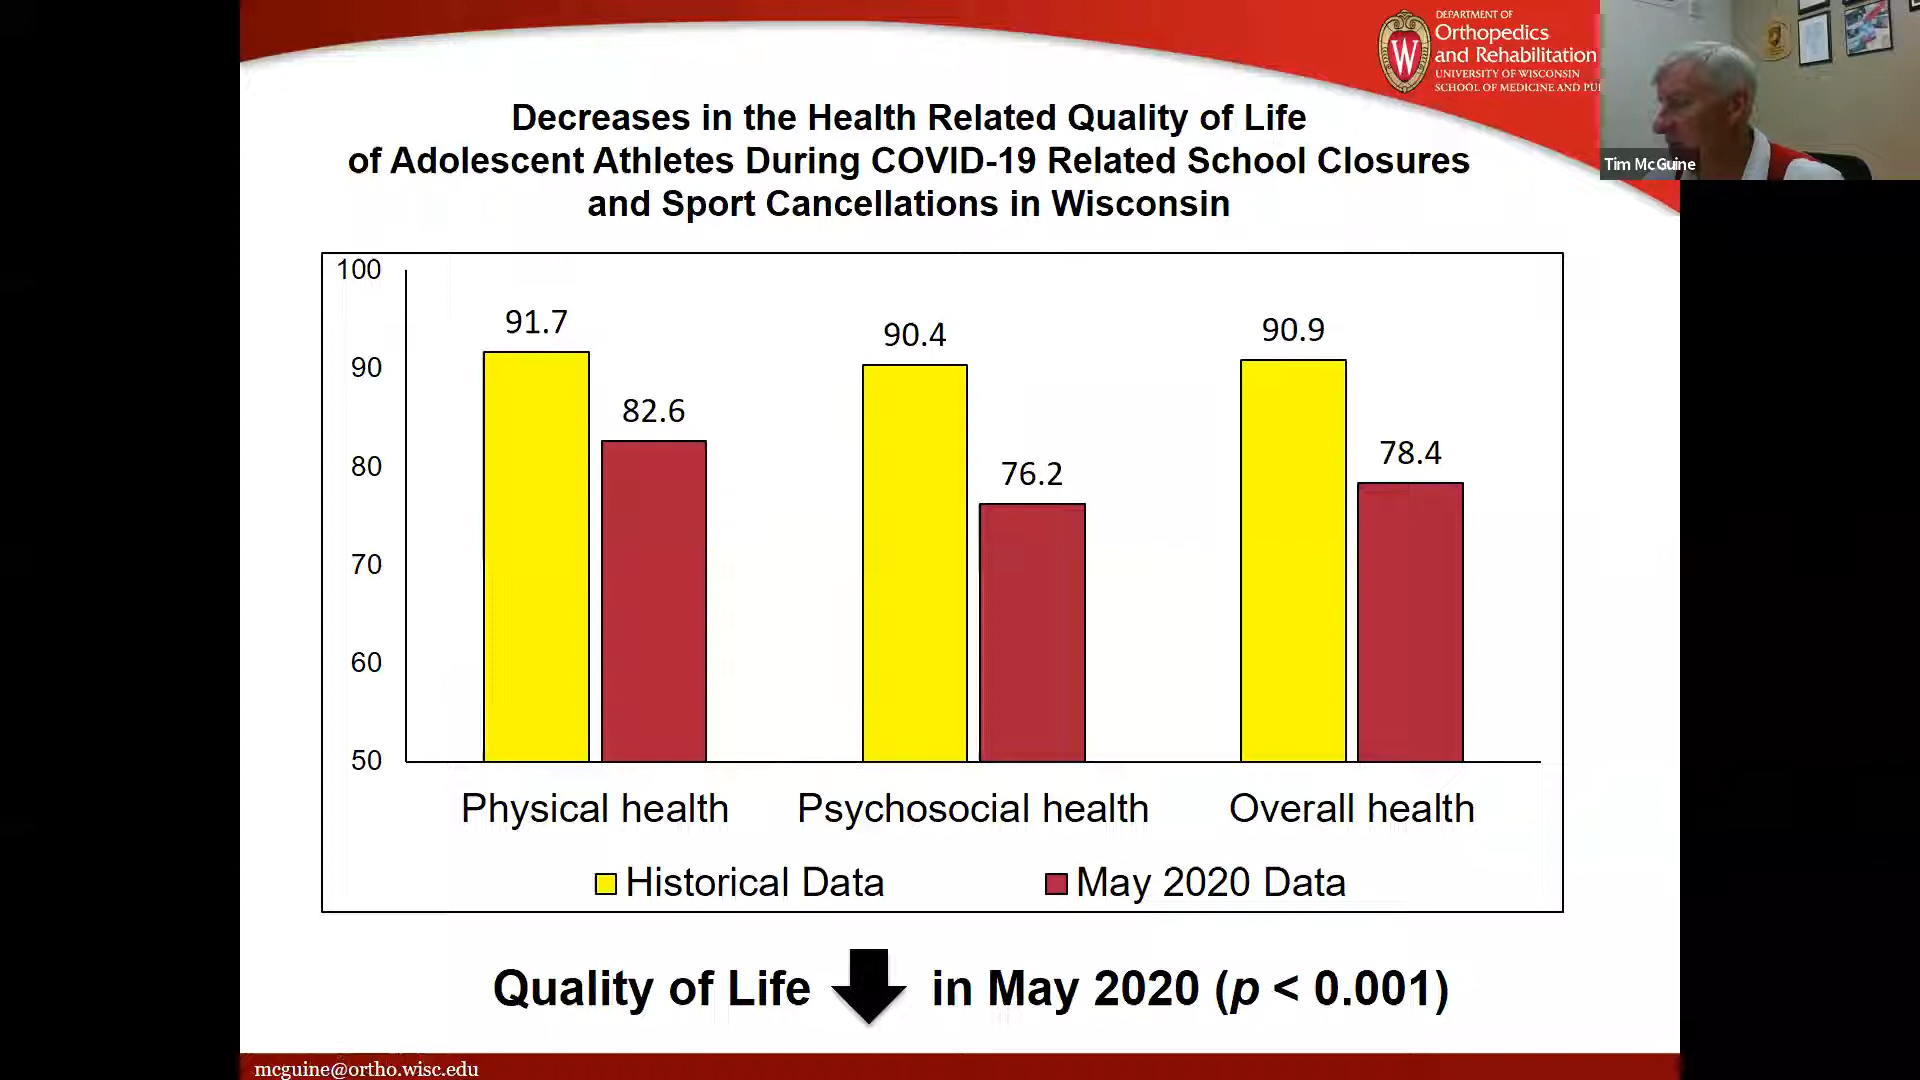 DEPARTMENT OF
Orthopedics
and Rehabilitation
UNIVERSITY OF WISCONSIN
SCHOOL OF MEDICINE AND PU
W
Tim McGuine
Decreases in the Health Related Quality of Life
of Adolescent Athletes During COVID-19 Related School Closures
and Sport Cancellations in Wisconsin
100
90
80
70
60
50
91.7
82.6
90.4
76.2
90.9
78.4
Physical health
Psychosocial health
Overall health
Historical Data
May 2020 Data
Quality of Life in May 2020 (p < 0.001)
mcguine@ortho.wisc.edu